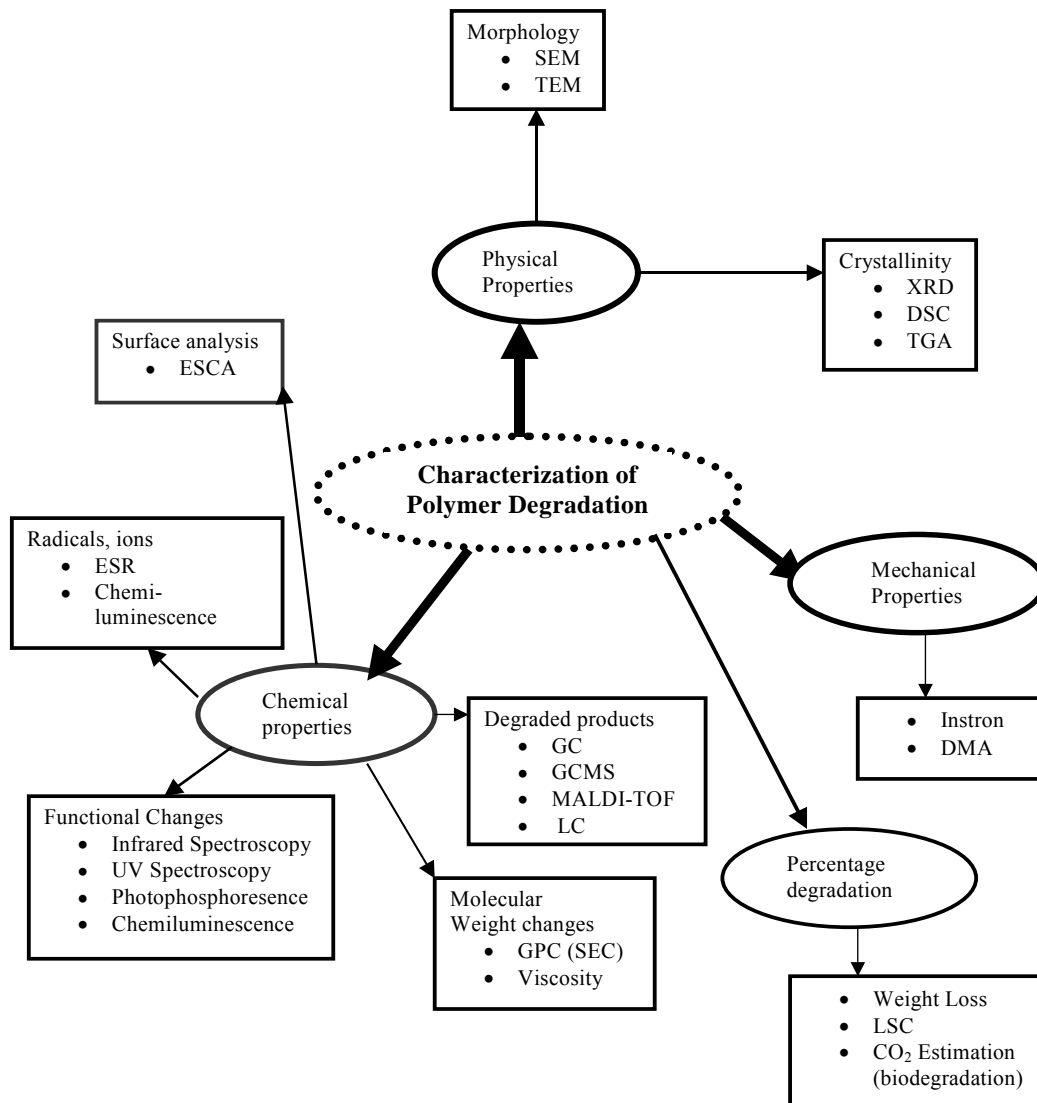 Morphology
• SEM
• TEM
Physical
Properties
Crystallinity
• XRD
• DSC
• TGA
Surface analysis
• ESCA
Characterization of
Polymer Degradation
Radicals, ions
• ESR
• Chemi-
luminescence
Mechanical
Properties
Chemical
properties
Degraded products
• GC
• GCMS
• MALDI-TOF
• LC
• Instron
• DMA
Functional Changes
• Infrared Spectroscopy
• UV Spectroscopy
• Photophosphoresence
• Chemiluminescence
Percentage
degradation
Molecular
Weight changes
• GPC (SEC)
• Viscosity
• Weight Loss
• LSC
• CO₂ Estimation
(biodegradation)